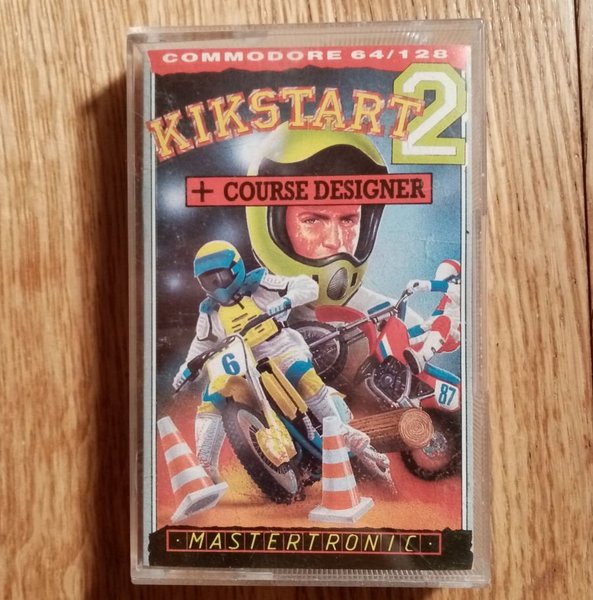 COMMODORE 64/128
KIKSTART 2
+ COURSE DESIGNER
6
87
· MASTERTRONIC ·